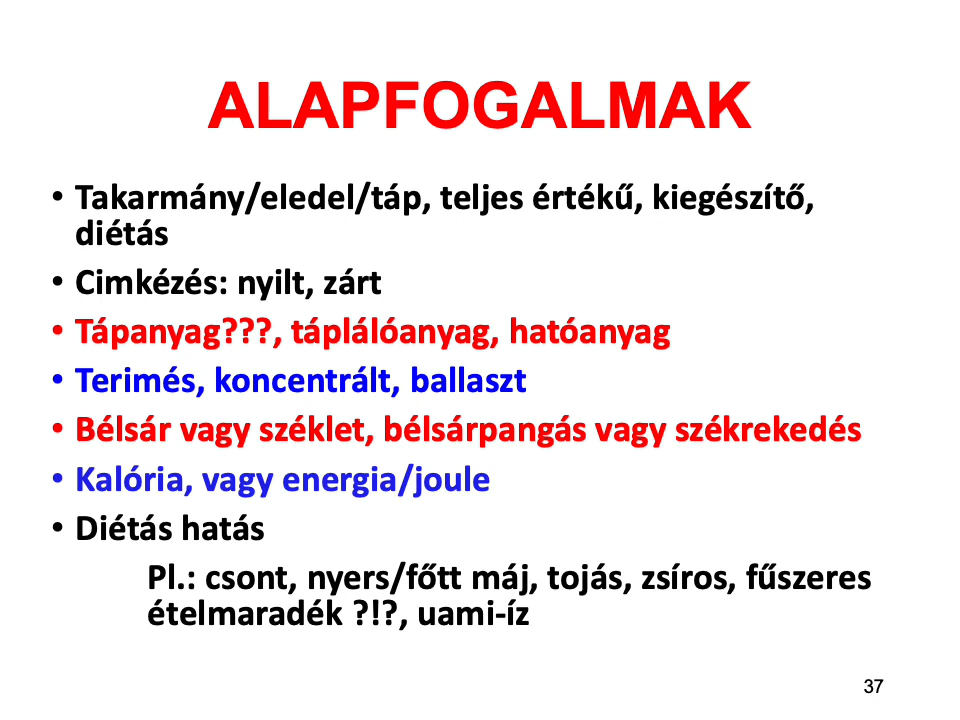 ALAPFOGALMAK
• Takarmány/eledel/táp, teljes értékű, kiegészítő,
diétás
• Cimkézés: nyilt, zárt
• Tápanyag???, táplálóanyag, hatóanyag
• Terimés, koncentrált, ballaszt
• Bélsár vagy széklet, bélsárpangás vagy székrekedés
• Kalória, vagy energia/joule
• Diétás hatás
Pl.: csont, nyers/főtt máj, tojás, zsíros, fűszeres
ételmaradék ?!?, uami-íz
37